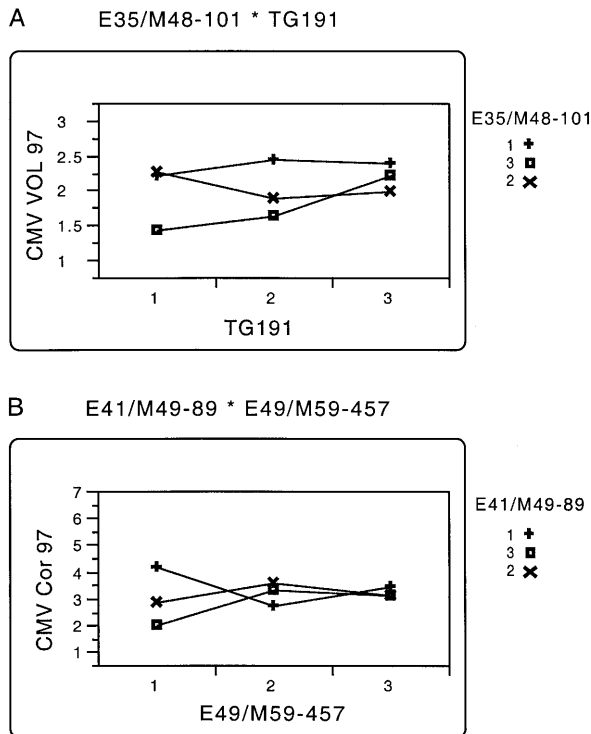 A E35/M48-101 * TG191
CMV VOL 97
3
2.5
2
1.5
1
1 2 3
TG191
E35/M48-101
1 +
3
2 ×
B E41/M49-89 * E49/M59-457
CMV Cor 97
7
6
5
4
3
2
1
1 2 3
E49/M59-457
E41/M49-89
1 +
3
2 ×